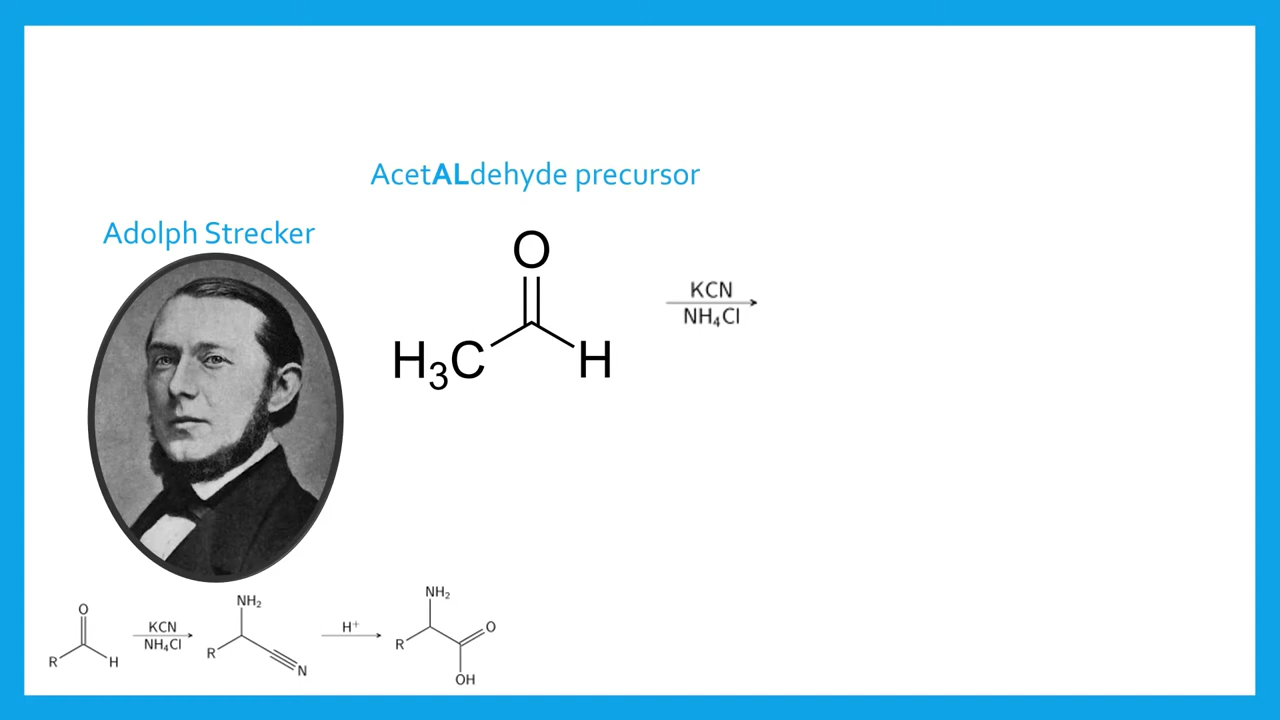 AcetALdehyde precursor
Adolph Strecker
O
H₃C
H
KCN
NH₄Cl
O
R
H
KCN
NH₄Cl
NH₂
R
N
H⁺
NH₂
R
O
OH